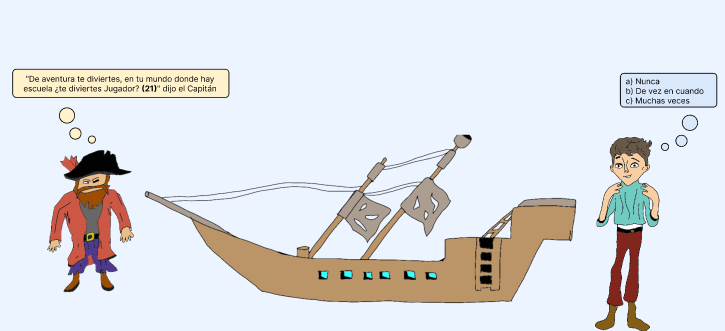 "De aventura te diviertes, en tu mundo donde hay
escuela ¿te diviertes Jugador? (21)" dijo el Capitán
a) Nunca
b) De vez en cuando
c) Muchas veces